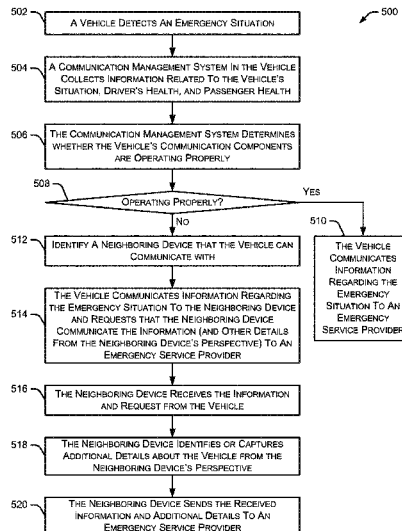 502
A VEHICLE DETECTS AN EMERGENCY SITUATION
500
504
A COMMUNICATION MANAGEMENT SYSTEM IN THE VEHICLE
COLLECTS INFORMATION RELATED TO THE VEHICLE'S
SITUATION, DRIVER'S HEALTH, AND PASSENGER HEALTH
506
THE COMMUNICATION MANAGEMENT SYSTEM DETERMINES
WHETHER THE VEHICLE'S COMMUNICATION COMPONENTS
ARE OPERATING PROPERLY
508
OPERATING PROPERLY?
YES
NO
510
THE VEHICLE
COMMUNICATES
INFORMATION
REGARDING THE
EMERGENCY
SITUATION TO AN
EMERGENCY
SERVICE PROVIDER
512
IDENTIFY A NEIGHBORING DEVICE THAT THE VEHICLE CAN
COMMUNICATE WITH
514
THE VEHICLE COMMUNICATES INFORMATION REGARDING
THE EMERGENCY SITUATION TO THE NEIGHBORING DEVICE
AND REQUESTS THAT THE NEIGHBORING DEVICE
COMMUNICATE THE INFORMATION (AND OTHER DETAILS
FROM THE NEIGHBORING DEVICE'S PERSPECTIVE) TO AN
EMERGENCY SERVICE PROVIDER
516
THE NEIGHBORING DEVICE RECEIVES THE INFORMATION
AND REQUEST FROM THE VEHICLE
518
THE NEIGHBORING DEVICE IDENTIFIES OR CAPTURES
ADDITIONAL DETAILS ABOUT THE VEHICLE FROM THE
NEIGHBORING DEVICE'S PERSPECTIVE
520
THE NEIGHBORING DEVICE SENDS THE RECEIVED
INFORMATION AND ADDITIONAL DETAILS TO AN
EMERGENCY SERVICE PROVIDER